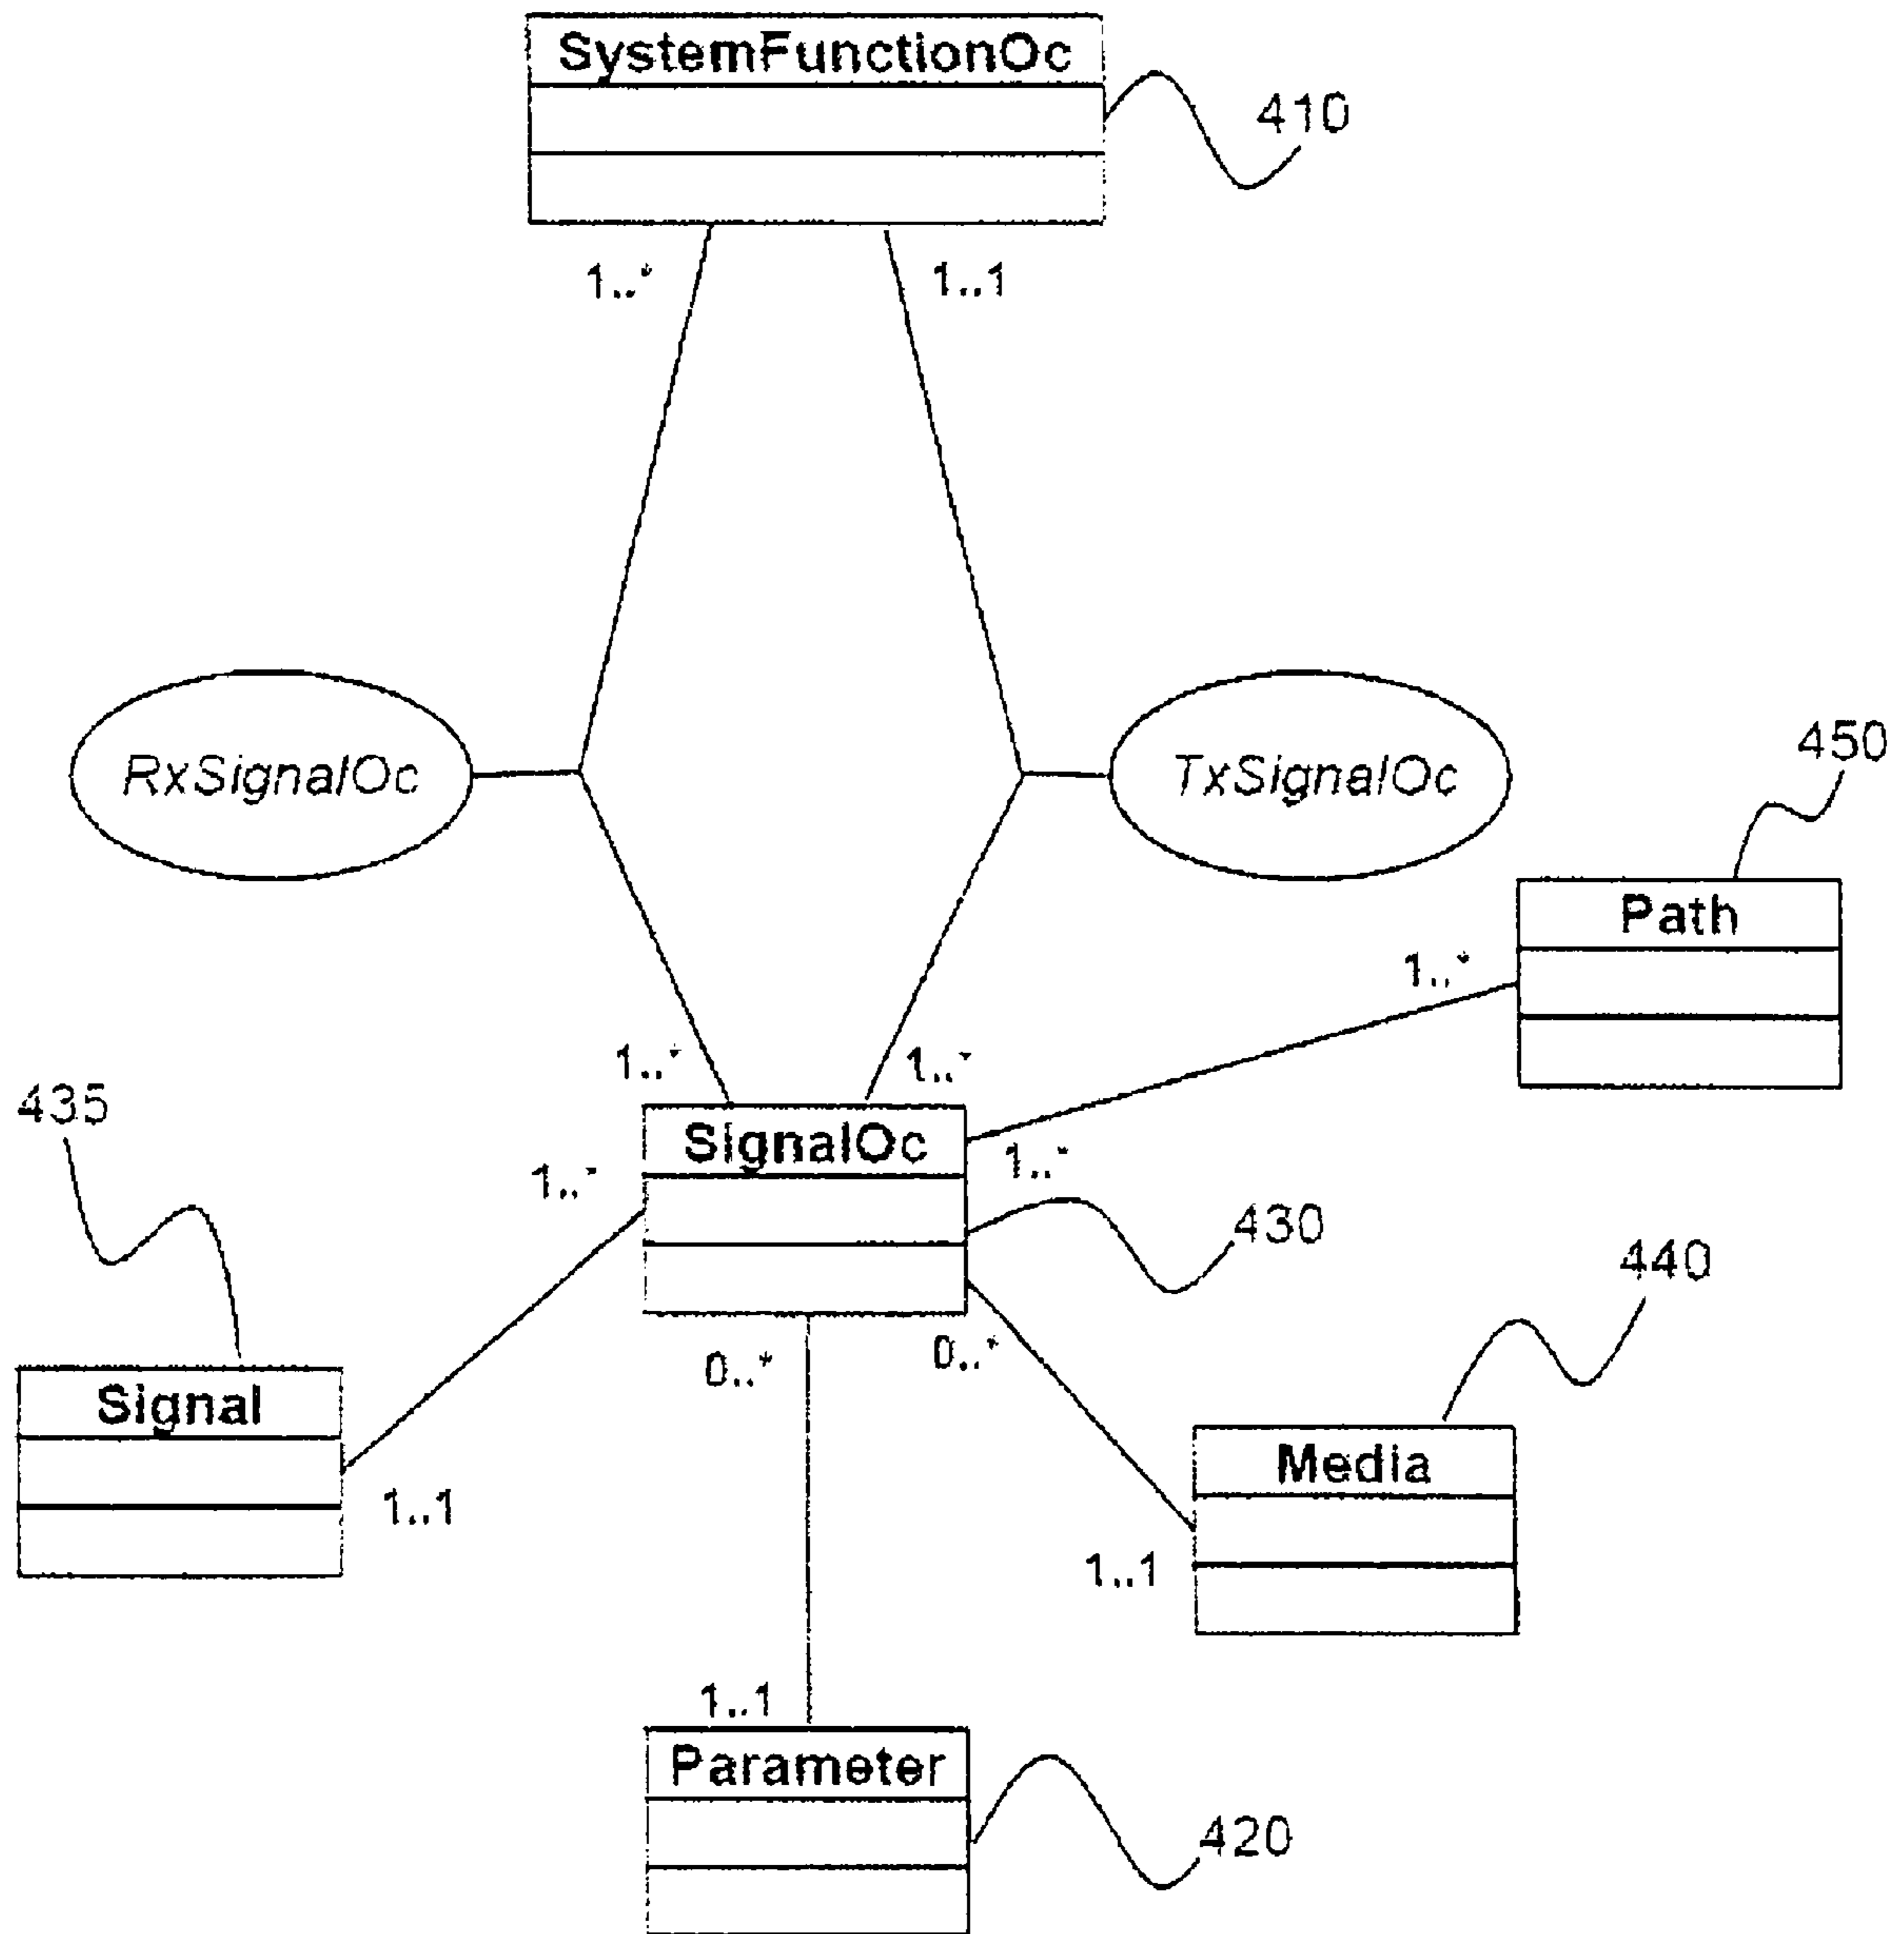 SystemFunctionOc
410
1..*
1..1
RxSignalOc
TxSignalOc
450
Path
1..*
1..*
1..*
435
SignalOc
1..*
1..*
430
440
0..*
0..*
Signal
Media
1..1
1..1
1..1
Parameter
420